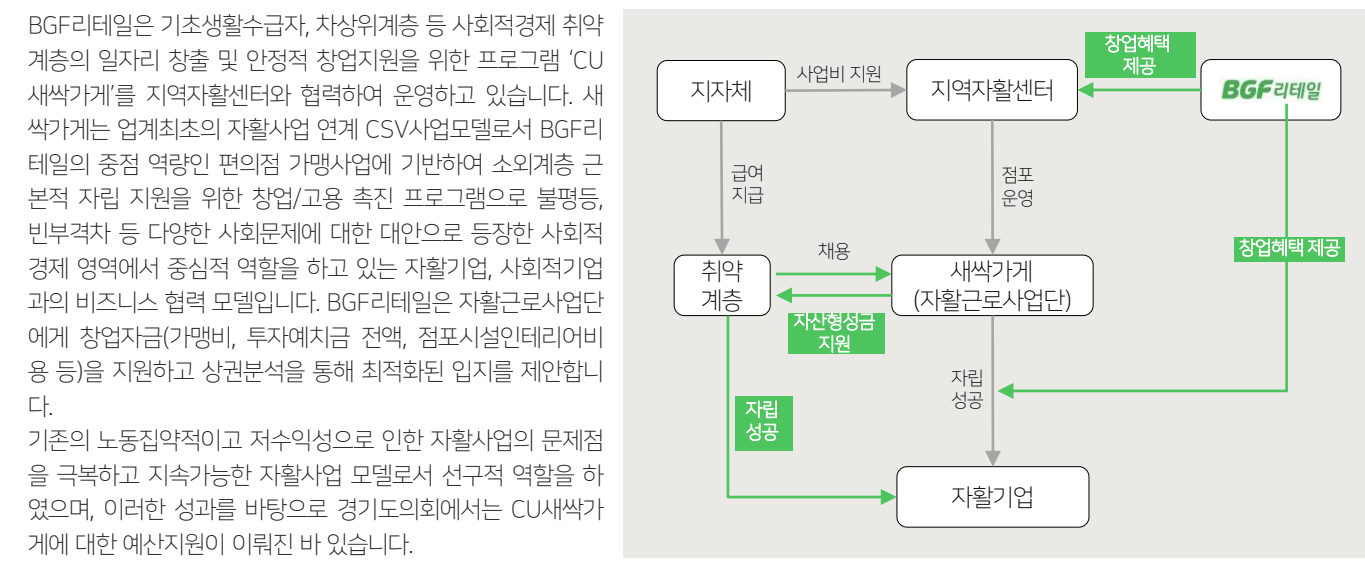 BGF리테일은 기초생활수급자, 차상위계층 등 사회적경제 취약
계층의 일자리 창출 및 안정적 창업지원을 위한 프로그램 ‘CU
새싹가게’를 지역자활센터와 협력하여 운영하고 있습니다. 새
싹가게는 업계최초의 자활사업 연계 CSV사업모델로서 BGF리
테일의 중점 역량인 편의점 가맹사업에 기반하여 소외계층 근
본적 자립 지원을 위한 창업/고용 촉진 프로그램으로 불평등,
빈부격차 등 다양한 사회문제에 대한 대안으로 등장한 사회적
경제 영역에서 중심적 역할을 하고 있는 자활기업, 사회적기업
과의 비즈니스 협력 모델입니다. BGF리테일은 자활근로사업단
에게 창업자금(가맹비, 투자예치금 전액, 점포시설인테리어비
용 등)을 지원하고 상권분석을 통해 최적화된 입지를 제안합니
다.
기존의 노동집약적이고 저수익성으로 인한 자활사업의 문제점
을 극복하고 지속가능한 자활사업 모델로서 선구적 역할을 하
였으며, 이러한 성과를 바탕으로 경기도의회에서는 CU새싹가
게에 대한 예산지원이 이뤄진 바 있습니다.
지자체
사업비 지원
지역자활센터
창업혜택
제공
BGF리테일
급여
지급
점포
운영
창업혜택 제공
취약
계층
채용
새싹가게
(자활근로사업단)
자산형성금
지원
자립
성공
자립
성공
자활기업